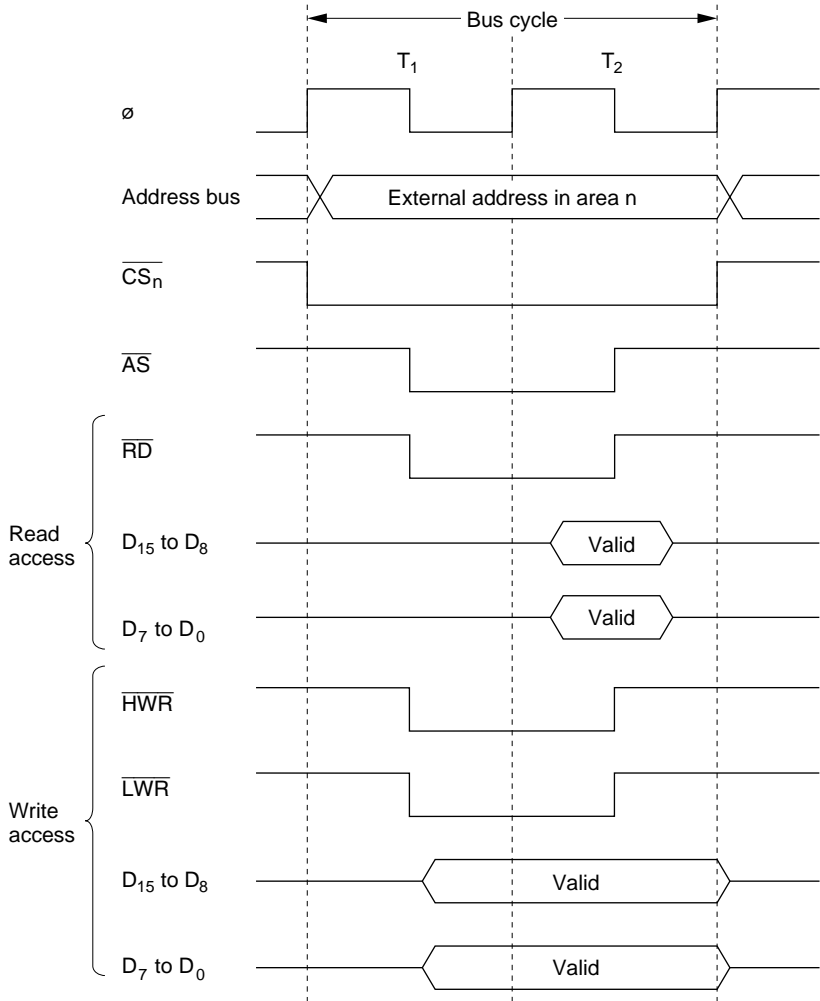 Bus cycle
T1 T2
ø
Address bus External address in area n
CSn
AS
RD
Read access
D15 to D8 Valid
D7 to D0 Valid
HWR
LWR
Write access
D15 to D8 Valid
D7 to D0 Valid